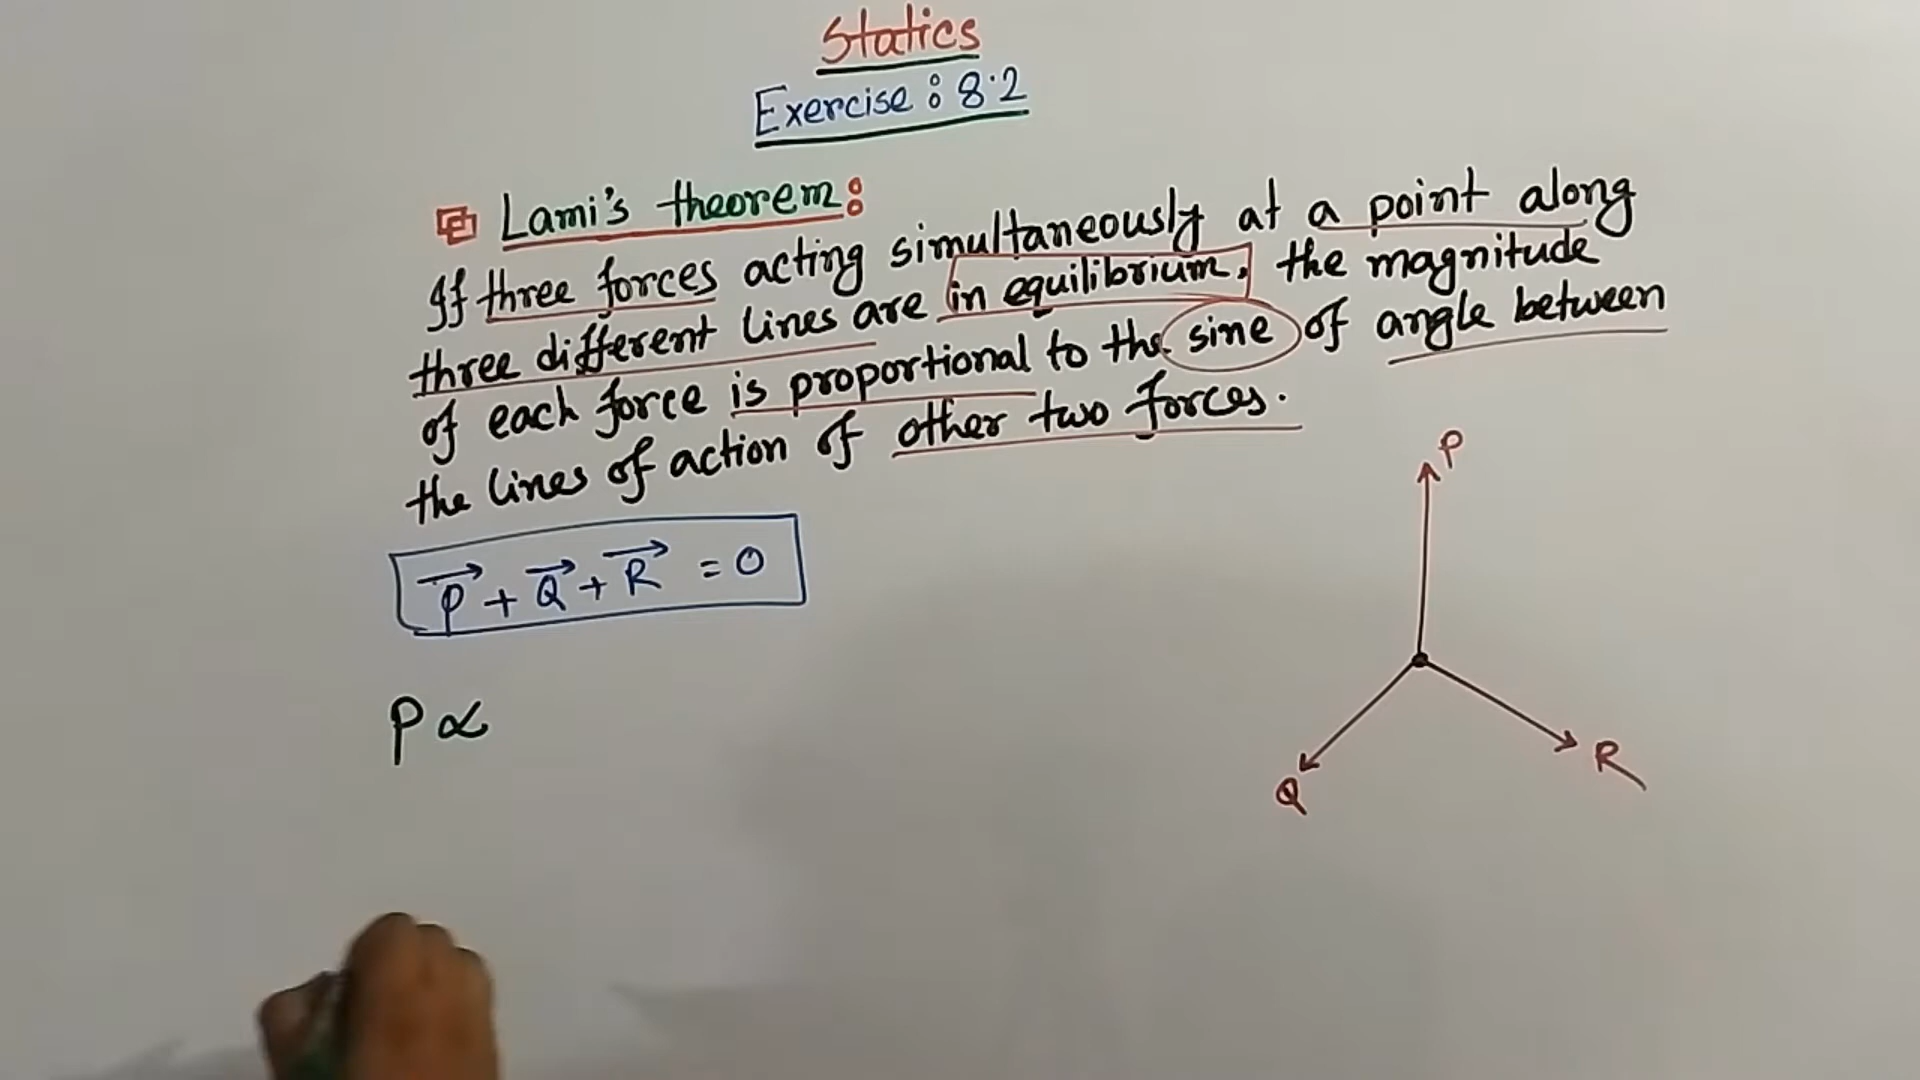 Statics
Exercise: 8.2
Lami's theorem:
If three forces acting simultaneously at a point along
three different lines are in equilibrium, the magnitude
of each force is proportional to the sine of angle between
the lines of action of other two forces.
P
P⃗ + Q⃗ + R⃗ = 0
P ∝
R
Q